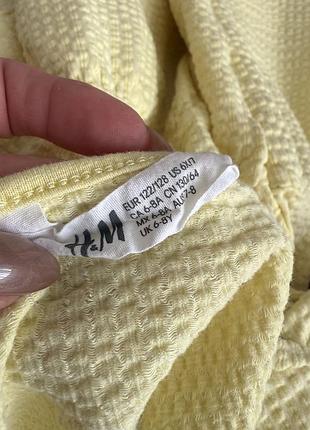 H&M
EUR 122/128 US 6X/7
CA 6-8A CN 130/64
MX 6-8A AU 7-8
UK 6-8Y